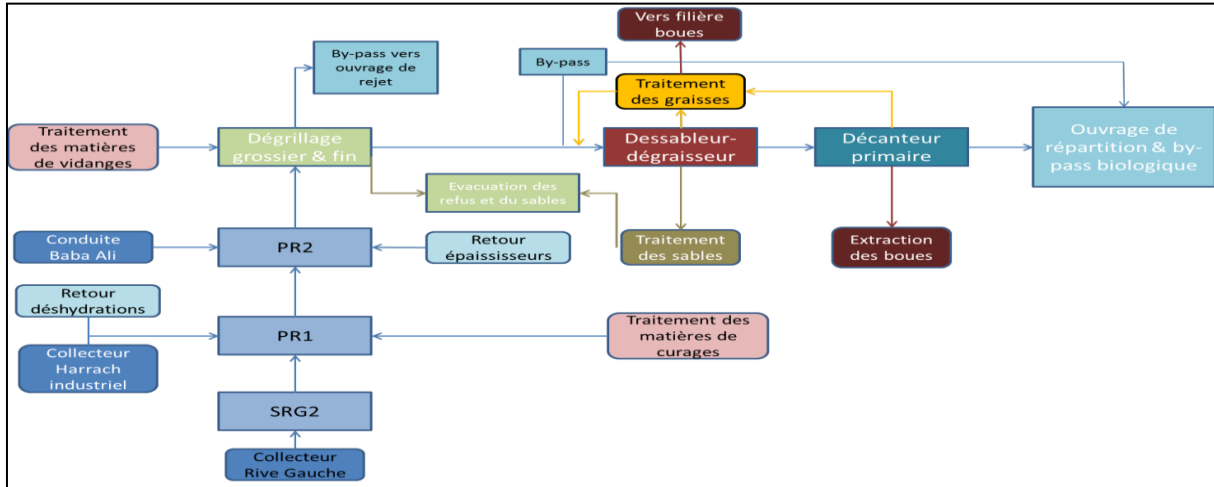 Vers filière
boues
By-pass vers
ouvrage de
rejet
By-pass
Traitement
des graisses
Traitement
des matières
de vidanges
Dégrillage
grossier & fin
Dessableur-
dégraisseur
Décanteur
primaire
Ouvrage de
répartition & by-
pass biologique
Evacuation des
refus et du sables
Conduite
Baba Ali
PR2
Retour
épaississeurs
Traitement
des sables
Extraction
des boues
Retour
déshydrations
PR1
Traitement des
matières de
curages
Collecteur
Harrach
industriel
SRG2
Collecteur
Rive Gauche